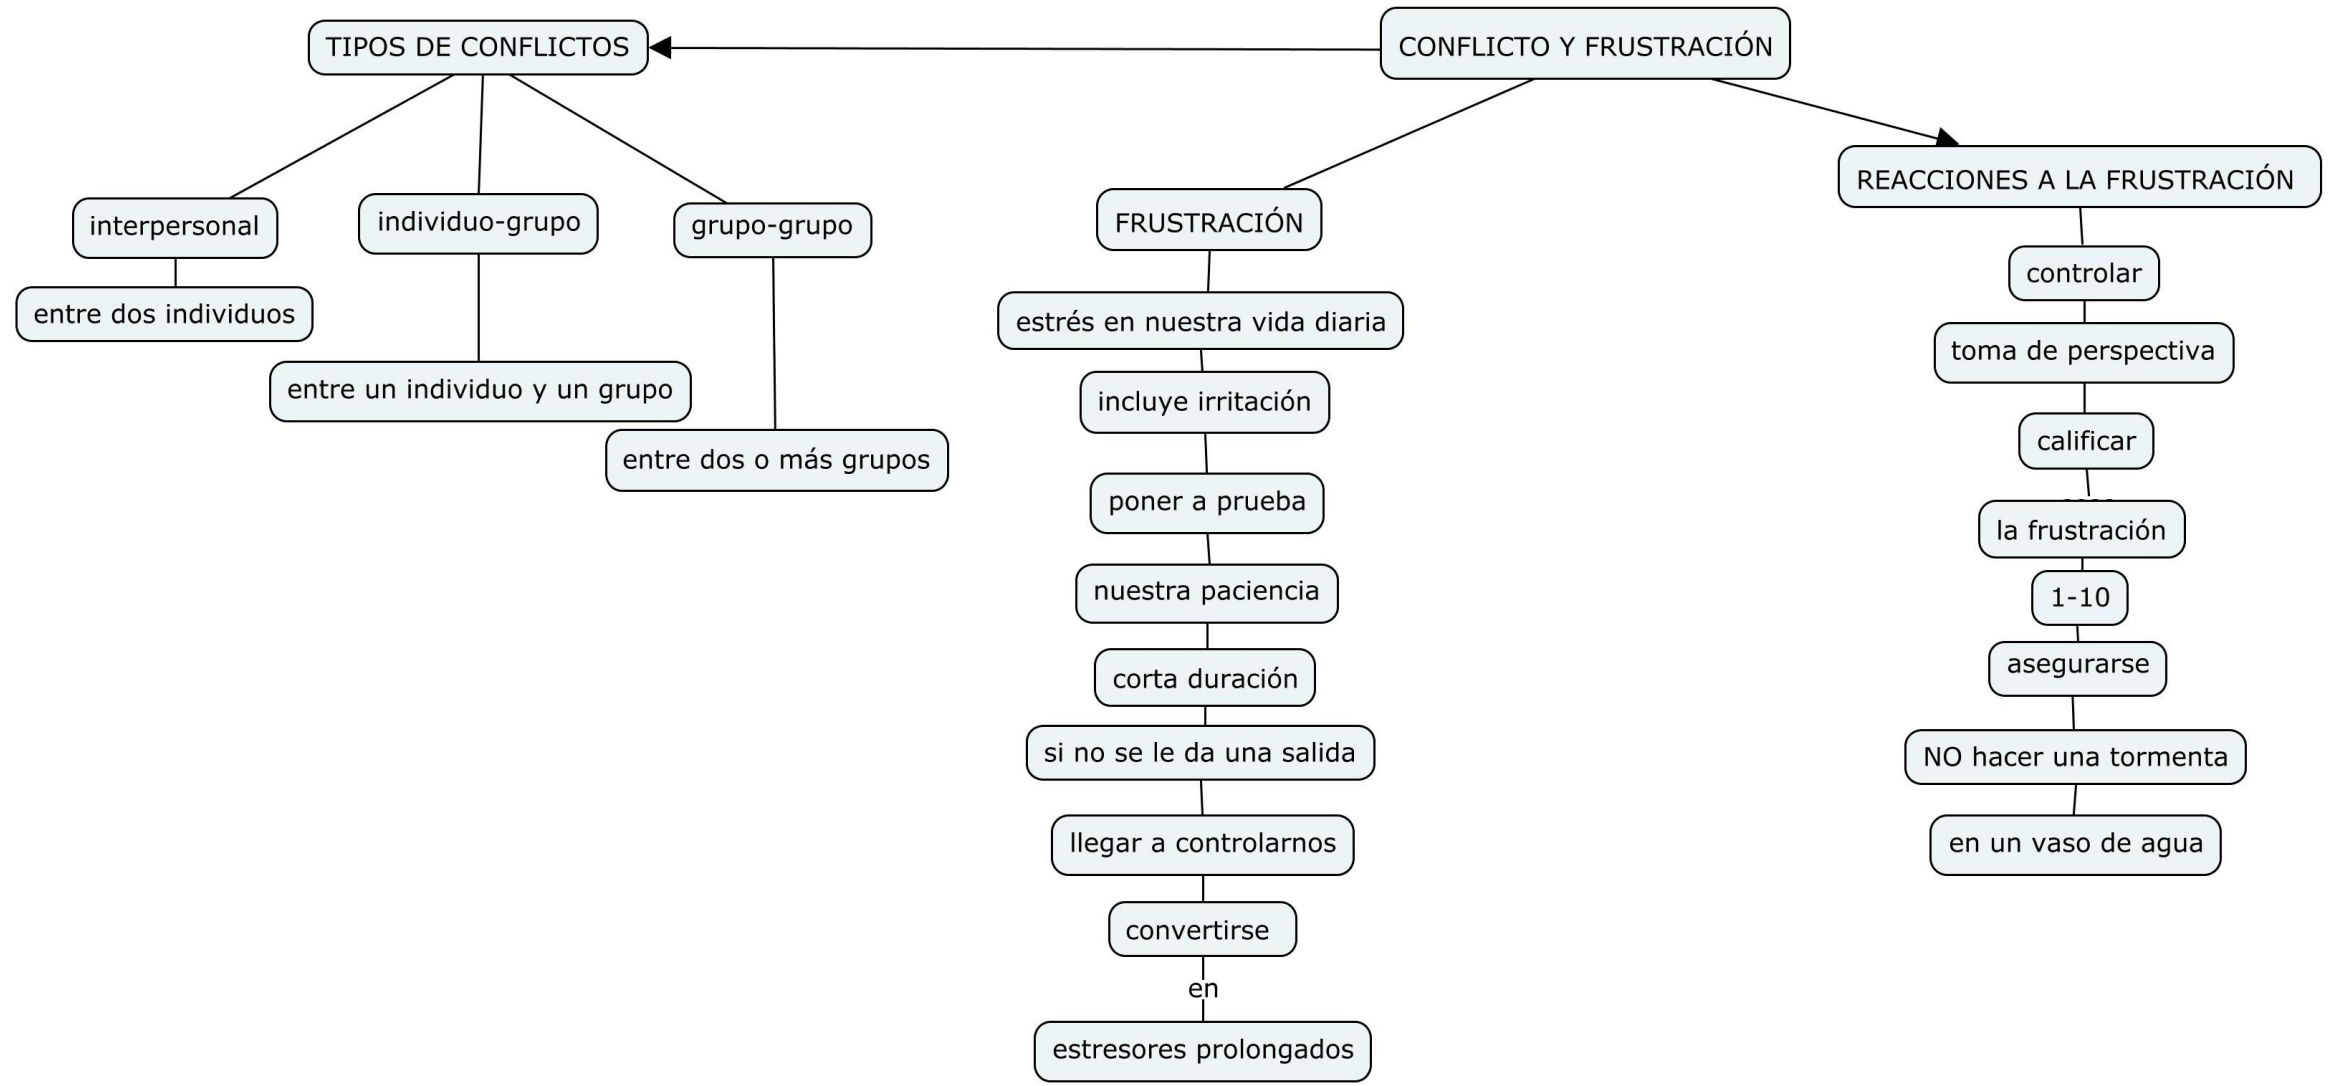 CONFLICTO Y FRUSTRACIÓN
TIPOS DE CONFLICTOS
interpersonal
entre dos individuos
individuo-grupo
entre un individuo y un grupo
grupo-grupo
entre dos o más grupos
FRUSTRACIÓN
estrés en nuestra vida diaria
incluye irritación
poner a prueba
nuestra paciencia
corta duración
si no se le da una salida
llegar a controlarnos
convertirse
en
estresores prolongados
REACCIONES A LA FRUSTRACIÓN
controlar
toma de perspectiva
calificar
la frustración
1-10
asegurarse
NO hacer una tormenta
en un vaso de agua